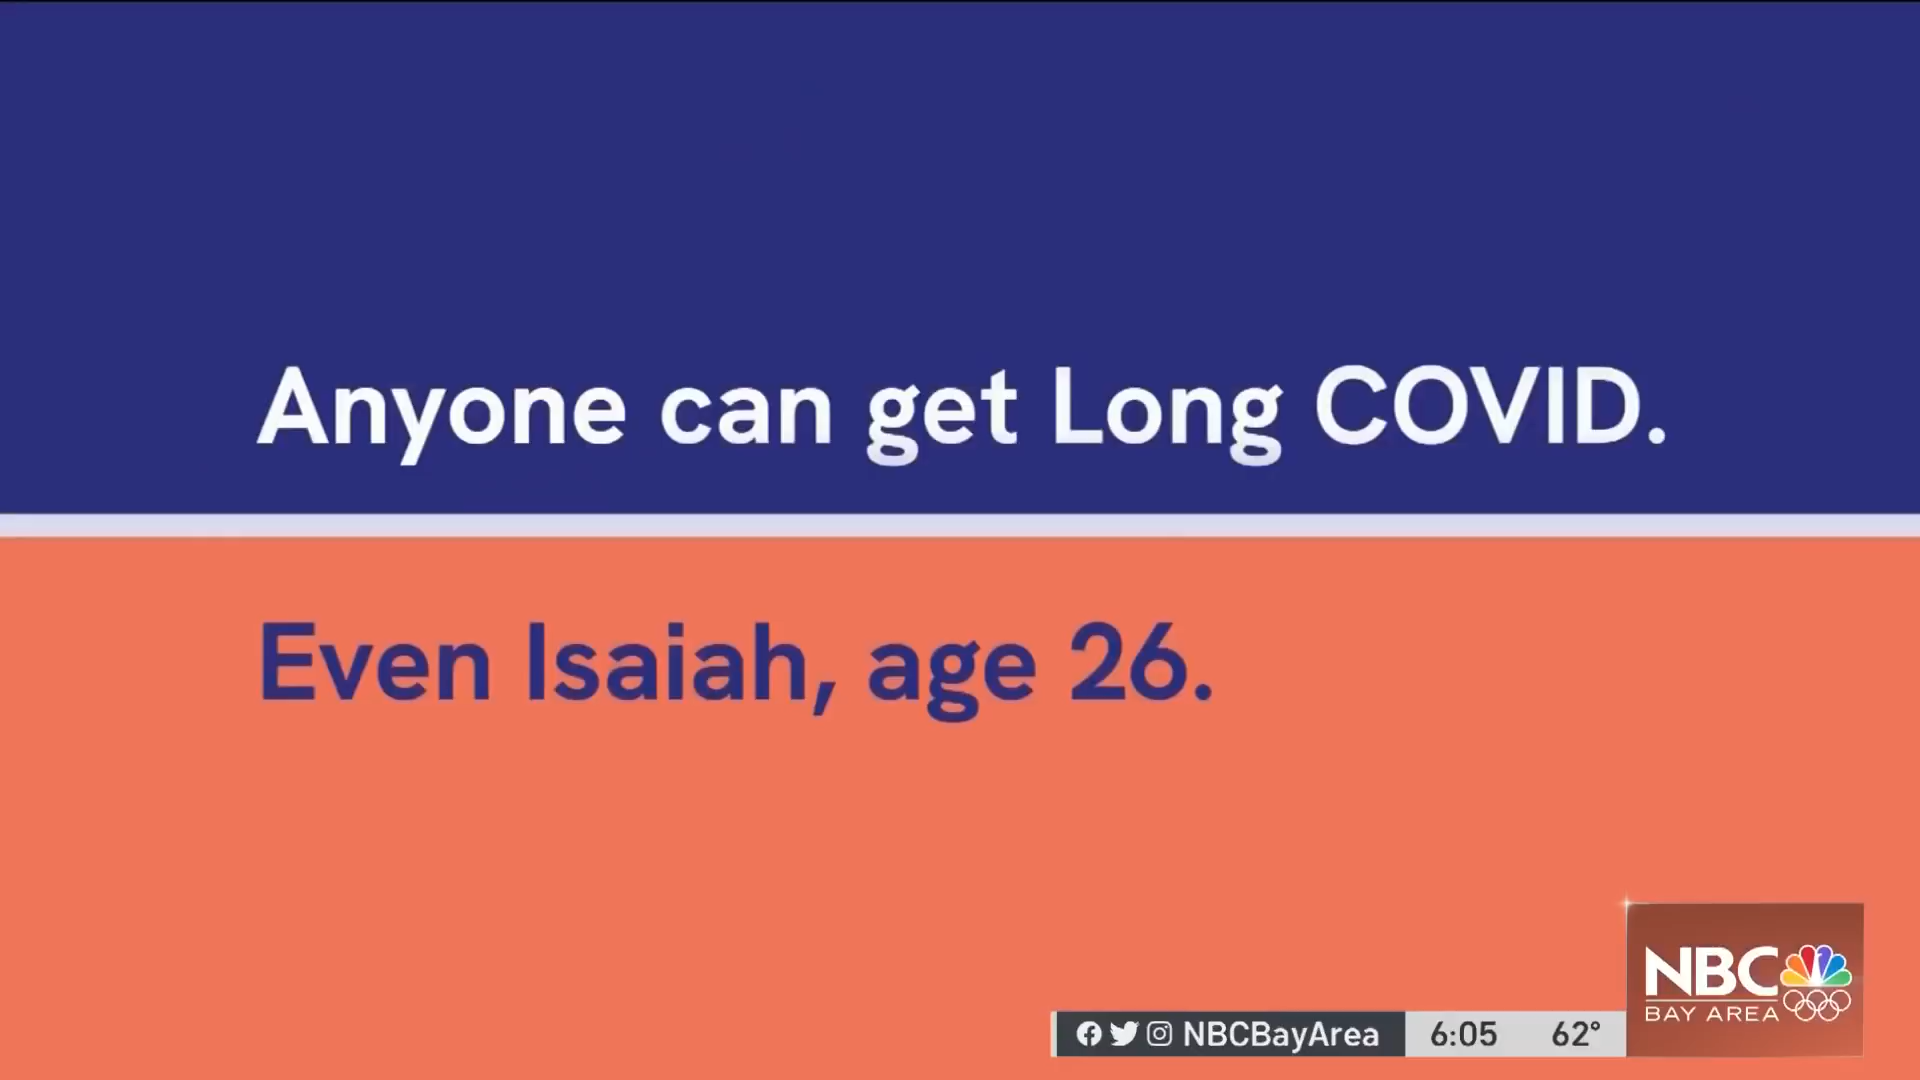 Anyone can get Long COVID.
Even Isaiah, age 26.
NBC
BAY AREA
NBCBayArea 6:05 62°